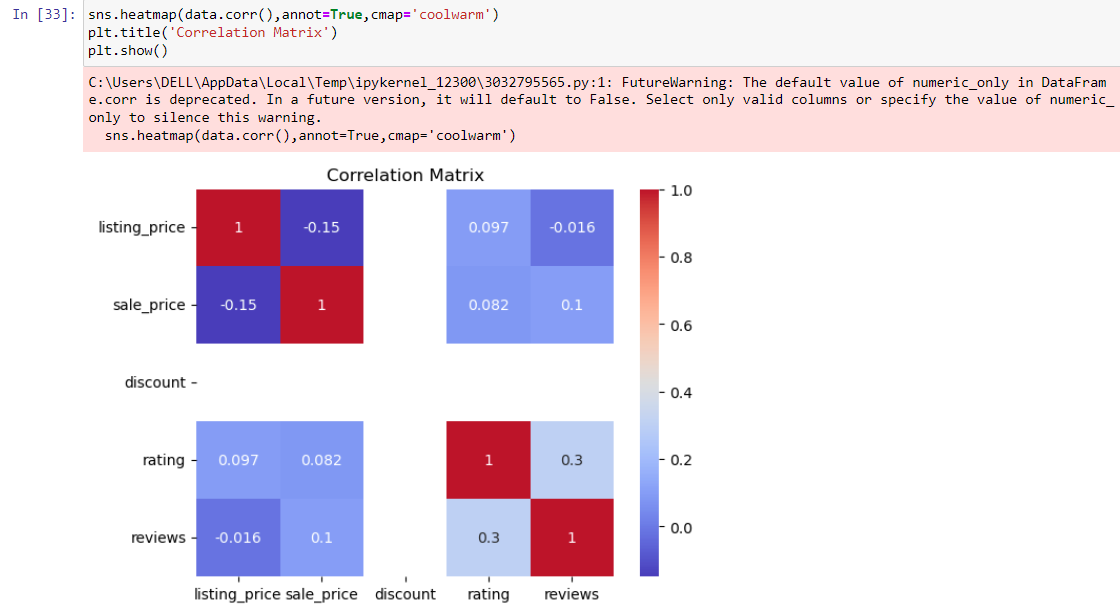 In [33]: sns.heatmap(data.corr(),annot=True,cmap='coolwarm')
plt.title('Correlation Matrix')
plt.show()
C:\Users\DELL\AppData\Local\Temp\ipykernel_12300\3032795565.py:1: FutureWarning: The default value of numeric_only in DataFram
e.corr is deprecated. In a future version, it will default to False. Select only valid columns or specify the value of numeric_
only to silence this warning.
sns.heatmap(data.corr(),annot=True,cmap='coolwarm')
Correlation Matrix
listing_price 1 -0.15 0.097 -0.016
sale_price -0.15 1 0.082 0.1
discount
rating 0.097 0.082 1 0.3
reviews -0.016 0.1 0.3 1
listing_price sale_price discount rating reviews
1.0
0.8
0.6
0.4
0.2
0.0